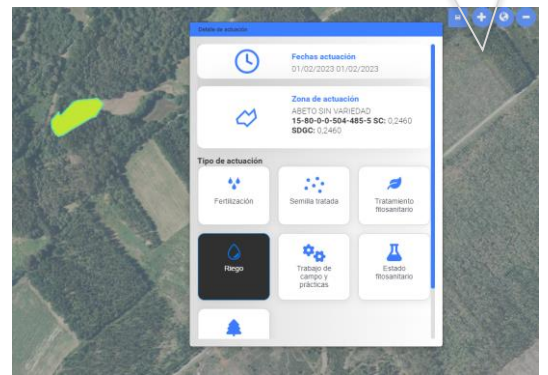 Detalle de actuación
Fechas actuación
01/02/2023 01/02/2023
Zona de actuación
ABETO SIN VARIEDAD
15-80-0-0-504-485-5 SC: 0,2460
SDGC: 0,2460
Tipo de actuación
Fertilización
Semilla tratada
Tratamiento
fitosanitario
Riego
Trabajo de
campo y
prácticas
Estado
fitosanitario